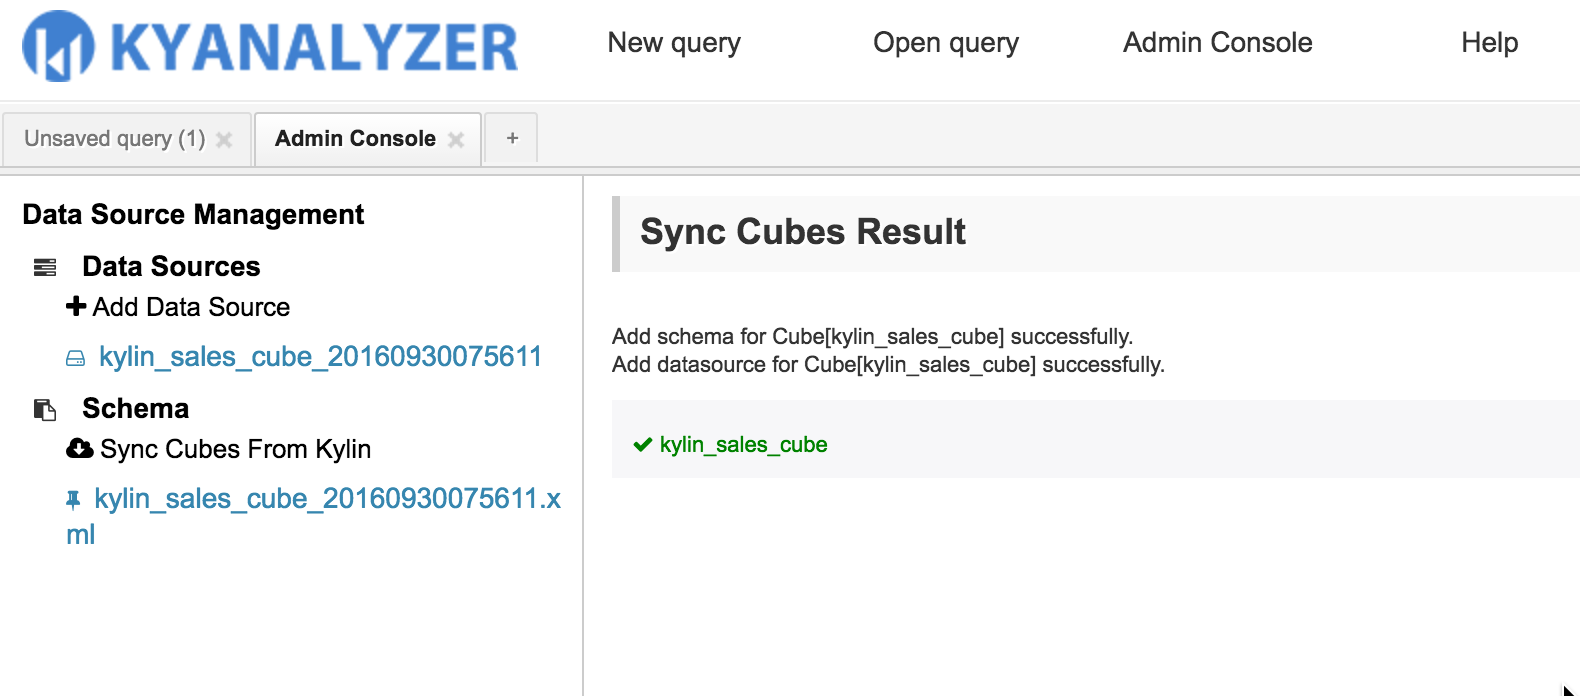 KYANALYZER
New query
Open query
Admin Console
Help
Unsaved query (1)
Admin Console
+
Data Source Management
Data Sources
Add Data Source
kylin_sales_cube_20160930075611
Schema
Sync Cubes From Kylin
kylin_sales_cube_20160930075611.x
ml
Sync Cubes Result
Add schema for Cube[kylin_sales_cube] successfully.
Add datasource for Cube[kylin_sales_cube] successfully.
kylin_sales_cube